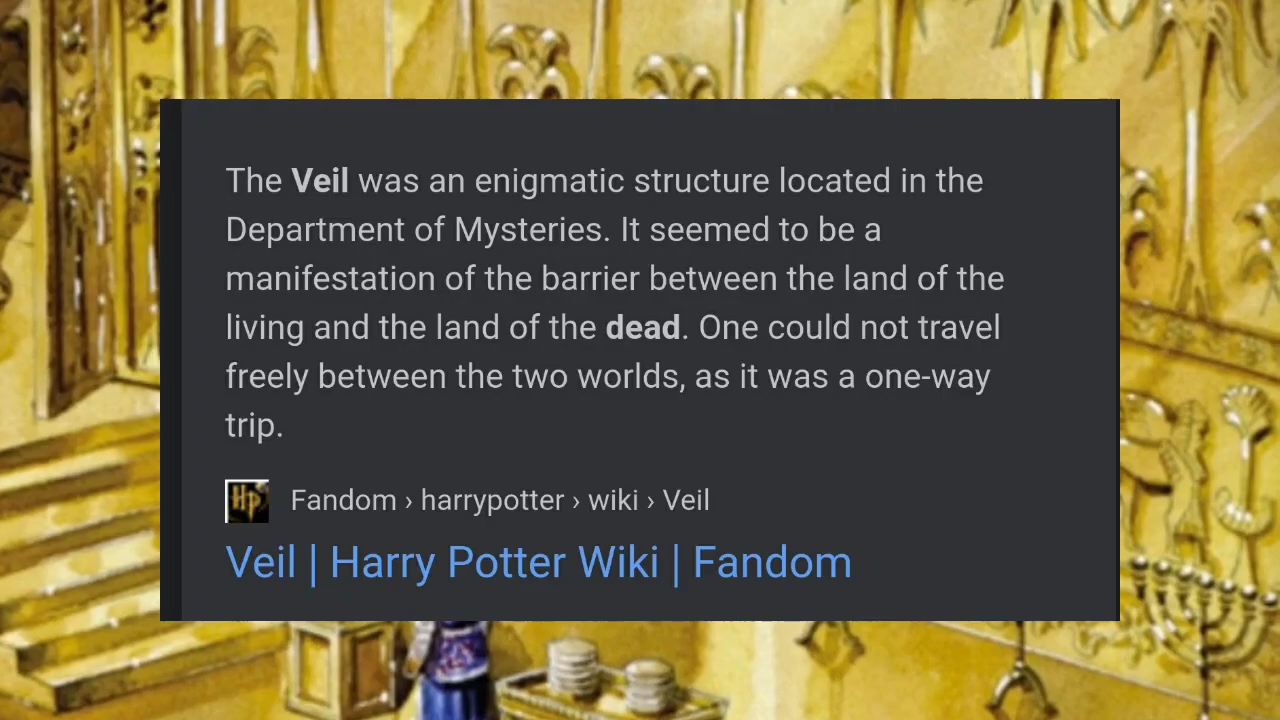 The Veil was an enigmatic structure located in the
Department of Mysteries. It seemed to be a
manifestation of the barrier between the land of the
living and the land of the dead. One could not travel
freely between the two worlds, as it was a one-way
trip.
HP
Fandom › harrypotter › wiki › Veil
Veil | Harry Potter Wiki | Fandom